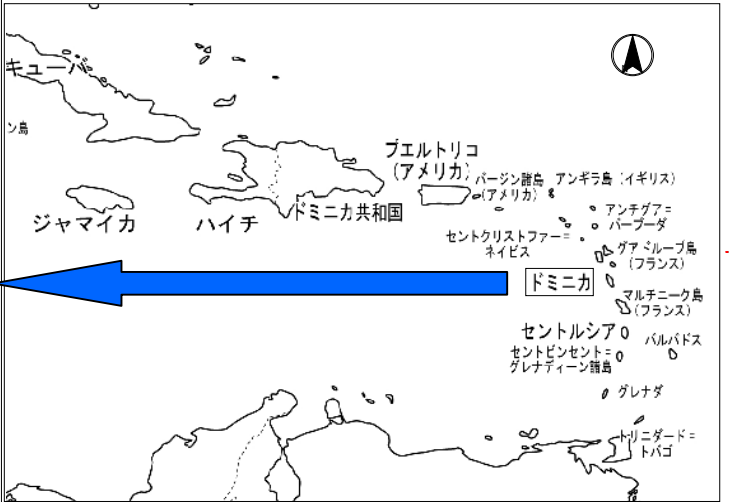 キューバ
ン島
ジャマイカ
ハイチ
ドミニカ共和国
プエルトリコ
(アメリカ)
バージン諸島
(アメリカ)
アンギラ島(イギリス)
アンチグア=
バーブーダ
セントクリストファー=
ネイビス
グアドループ島
(フランス)
ドミニカ
マルチニーク島
(フランス)
セントルシア
バルバドス
セントビンセント=
グレナディーン諸島
グレナダ
トリニダード=
トバゴ